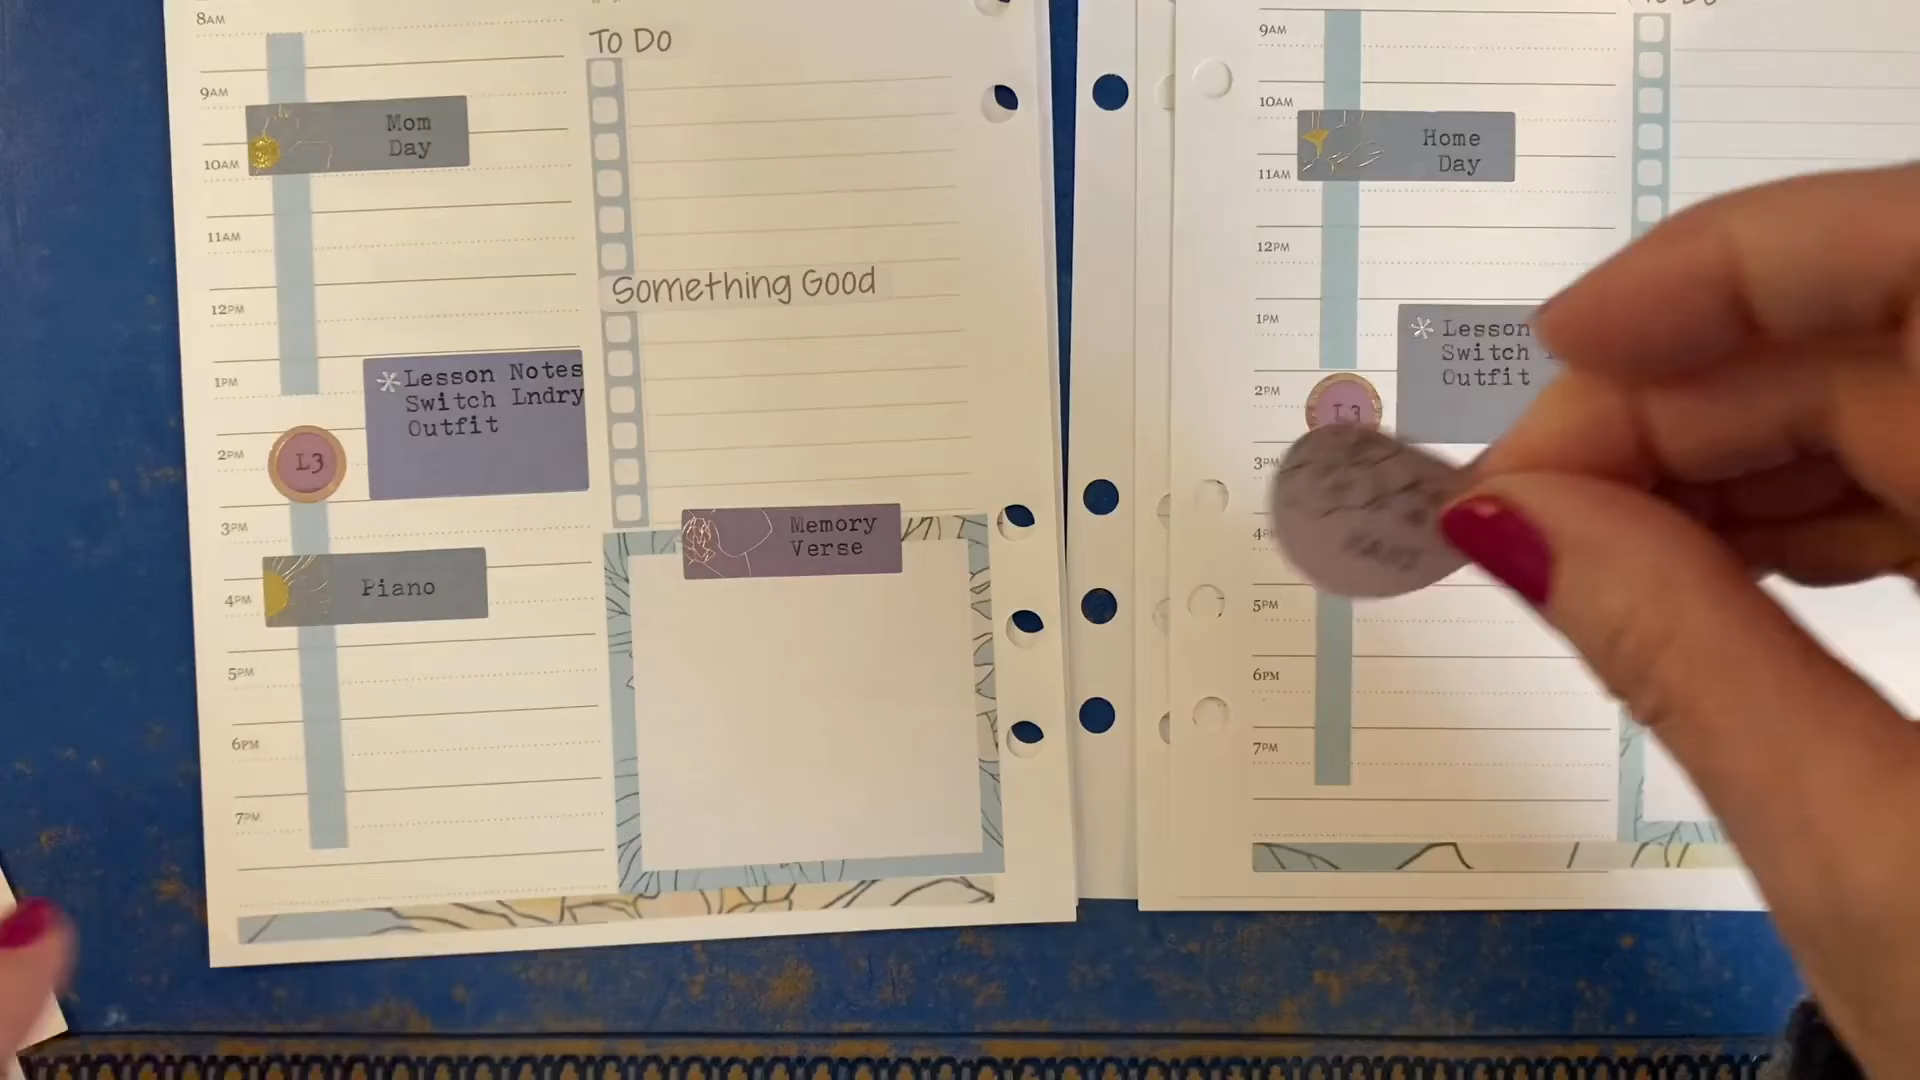 8AM
9AM
Mom
Day
10AM
11AM
12PM
1PM
*Lesson Notes
Switch Lndry
Outfit
2PM
L3
3PM
Piano
4PM
5PM
6PM
7PM
TO DO
Something Good
Memory
Verse
9AM
10AM
Home
Day
11AM
12PM
1PM
*Lesson
Switch
Outfit
2PM
L3
3PM
5PM
6PM
7PM